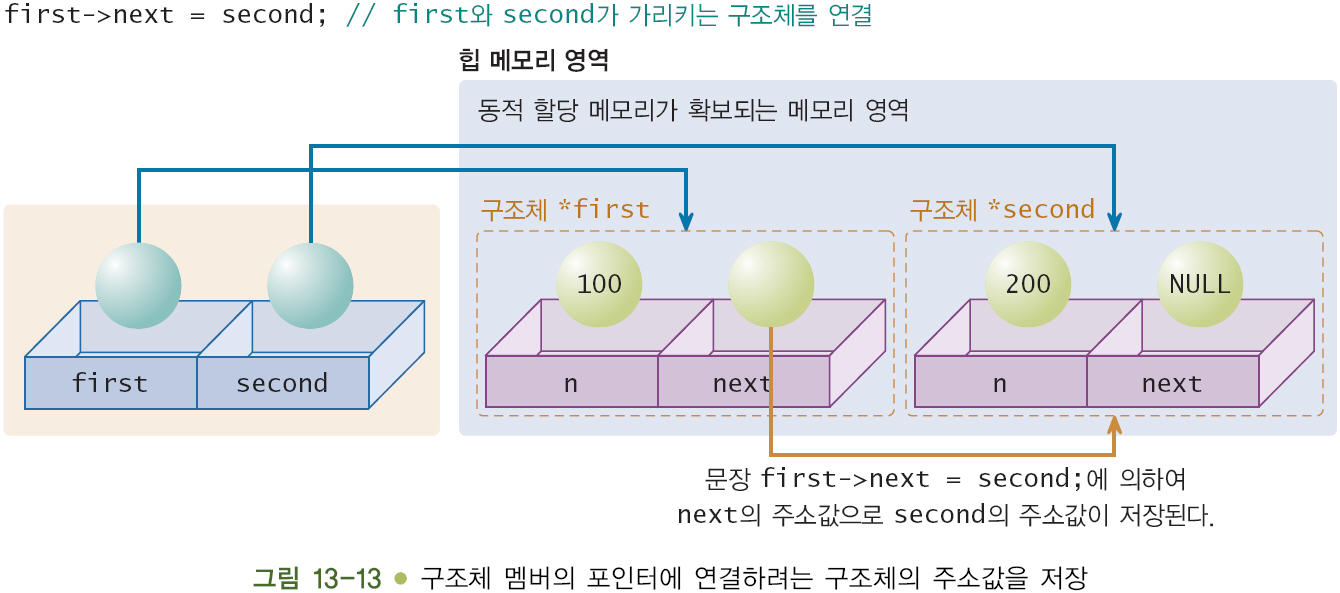 first->next = second; // first와 second가 가리키는 구조체를 연결
힙 메모리 영역
동적 할당 메모리가 확보되는 메모리 영역
구조체 *first
구조체 *second
100
200
NULL
first
second
n
next
n
next
문장 first->next = second;에 의하여
next의 주소값으로 second의 주소값이 저장된다.
그림 13-13 ● 구조체 멤버의 포인터에 연결하려는 구조체의 주소값을 저장